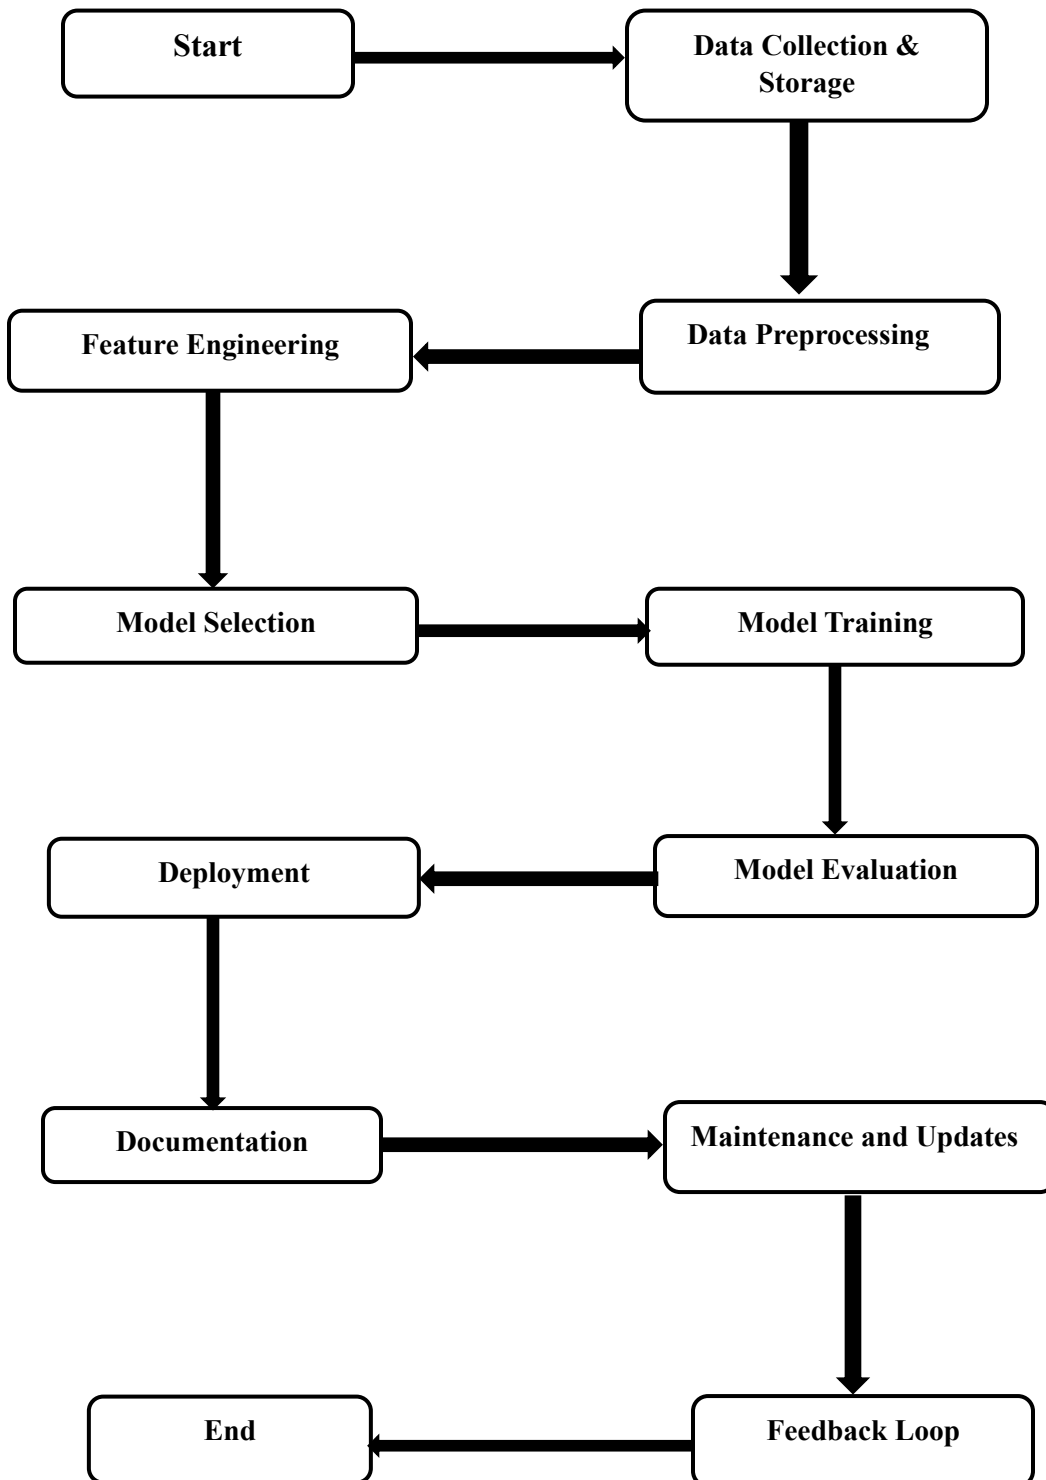 Start
Data Collection &
Storage
Data Preprocessing
Feature Engineering
Model Selection
Model Training
Model Evaluation
Deployment
Documentation
Maintenance and Updates
Feedback Loop
End